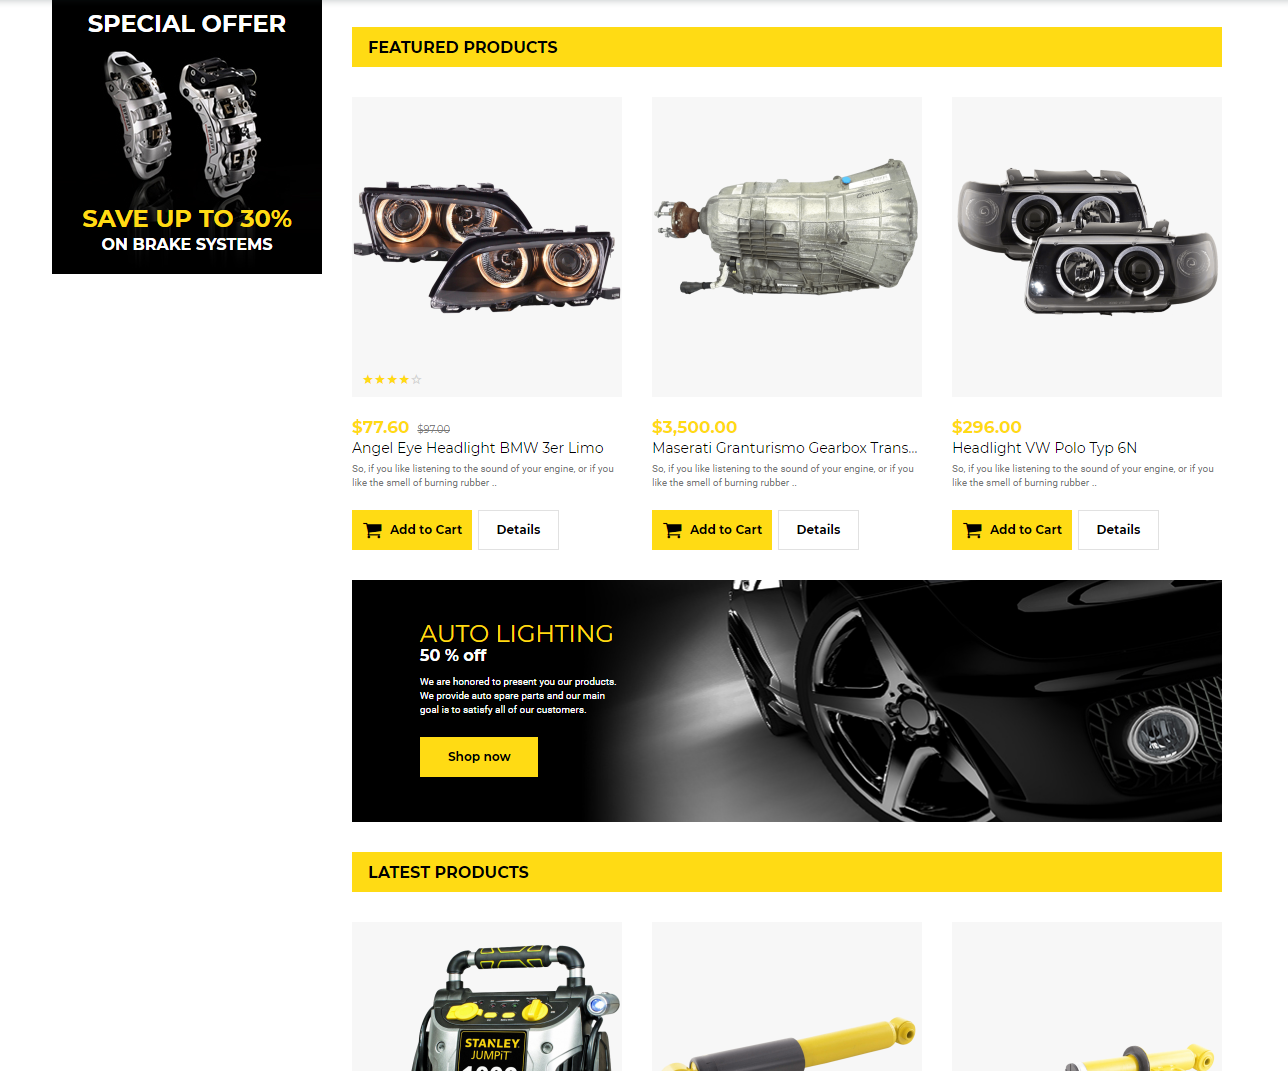 SPECIAL OFFER
SAVE UP TO 30%
ON BRAKE SYSTEMS
FEATURED PRODUCTS
$77.60 $97.00
Angel Eye Headlight BMW 3er Limo
So, if you like listening to the sound of your engine, or if you
like the smell of burning rubber ..
Add to Cart
Details
$3,500.00
Maserati Granturismo Gearbox Trans...
So, if you like listening to the sound of your engine, or if you
like the smell of burning rubber ..
Add to Cart
Details
$296.00
Headlight VW Polo Typ 6N
So, if you like listening to the sound of your engine, or if you
like the smell of burning rubber ..
Add to Cart
Details
AUTO LIGHTING
50 % off
We are honored to present you our products.
We provide auto spare parts and our main
goal is to satisfy all of our customers.
Shop now
LATEST PRODUCTS
STANLEY
JUMPiT